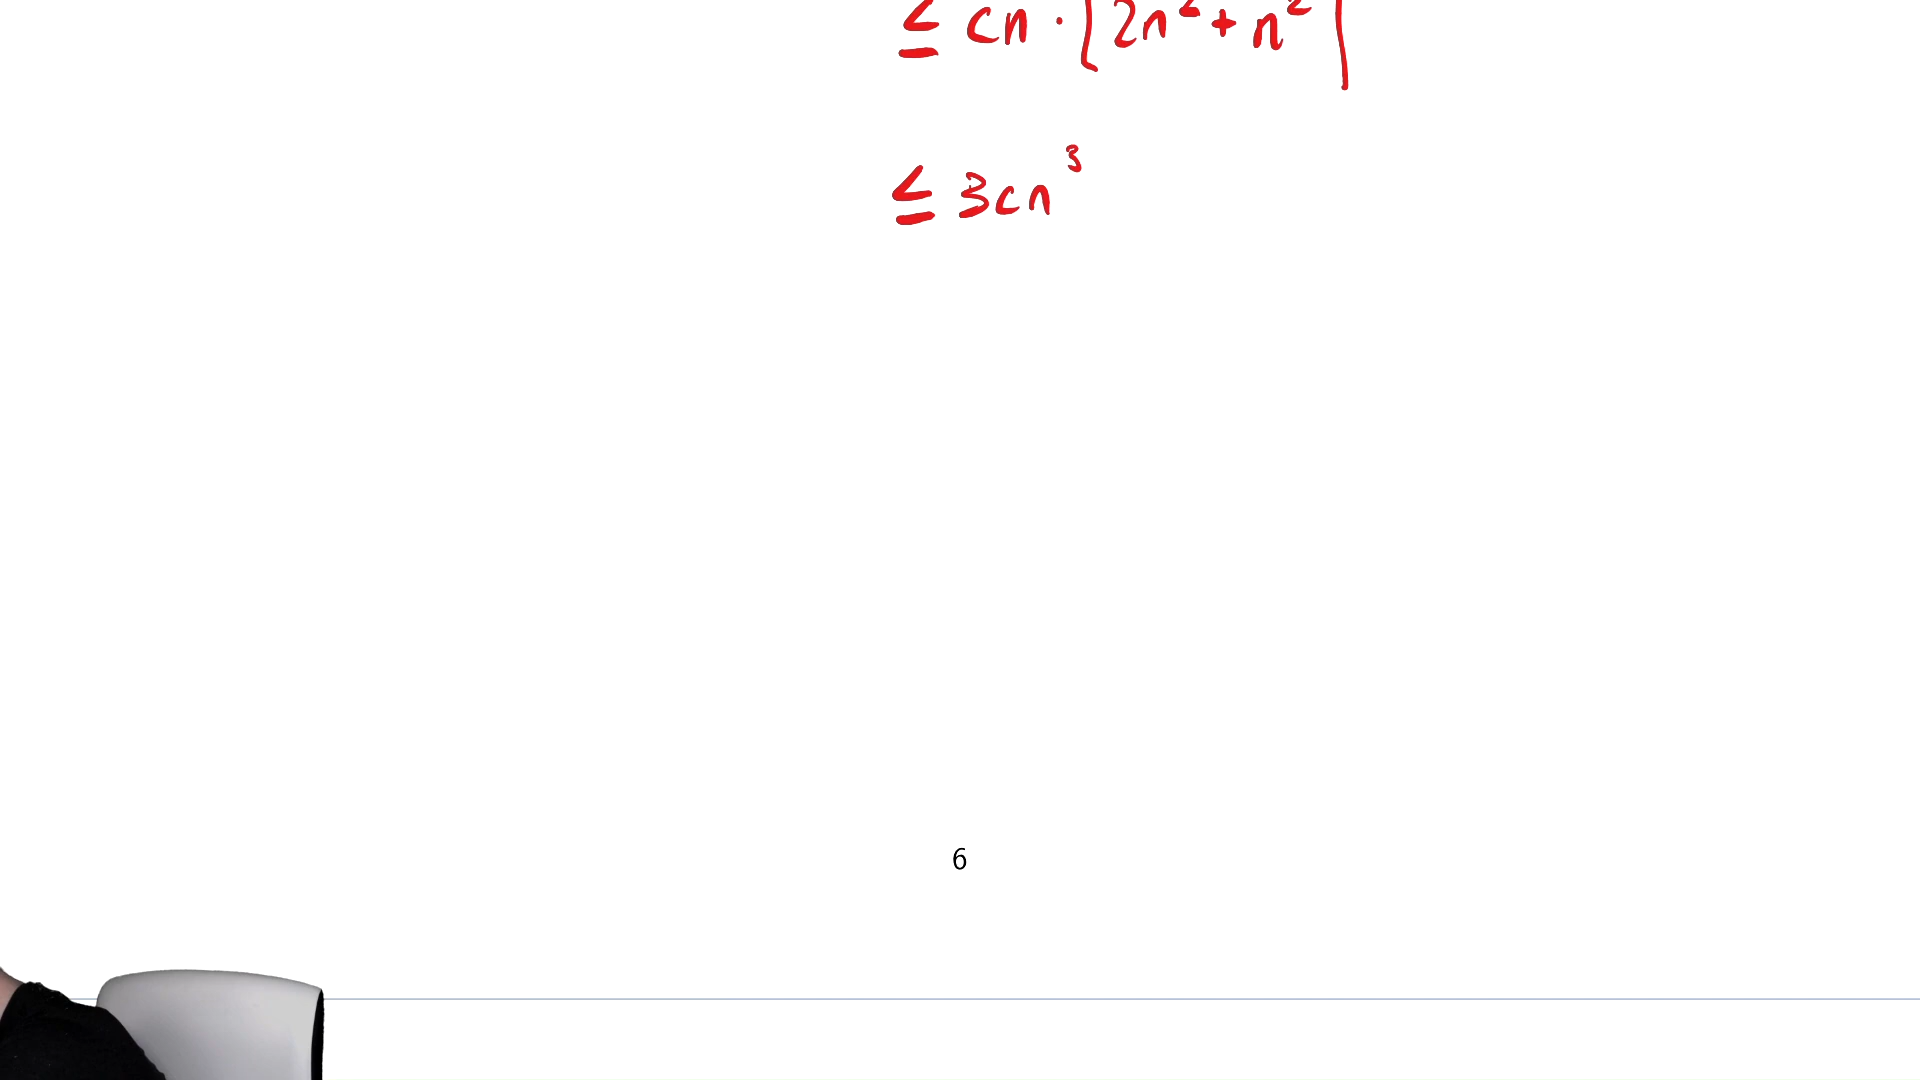 ≤ cn · [2n² + n²]
≤ 3cn³
6